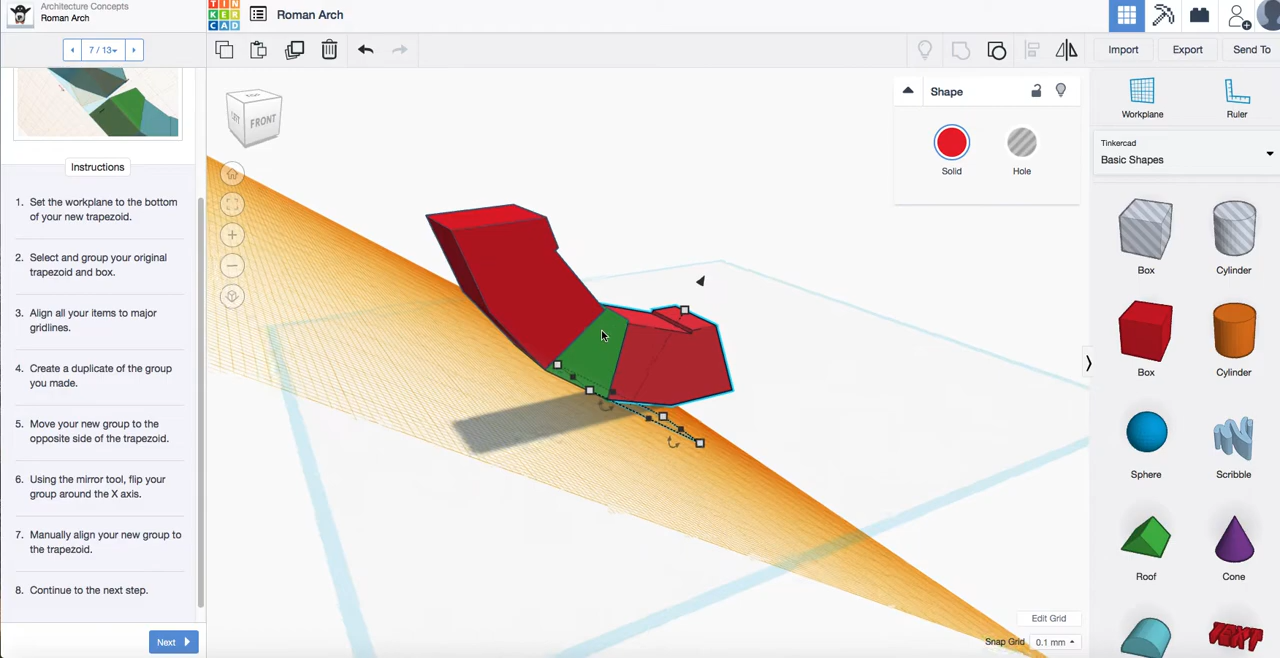 Architecture Concepts
Roman Arch
TIN
KER
CAD
Roman Arch
7 / 13
Import
Export
Send To
Instructions
1. Set the workplane to the bottom
of your new trapezoid.
2. Select and group your original
trapezoid and box.
3. Align all your items to major
gridlines.
4. Create a duplicate of the group
you made.
5. Move your new group to the
opposite side of the trapezoid.
6. Using the mirror tool, flip your
group around the X axis.
7. Manually align your new group to
the trapezoid.
8. Continue to the next step.
Next
TOP
FRONT
Shape
Solid
Hole
Edit Grid
Snap Grid 0.1 mm
Workplane
Ruler
Tinkercad
Basic Shapes
Box
Cylinder
Box
Cylinder
Sphere
Scribble
Roof
Cone
TEXT